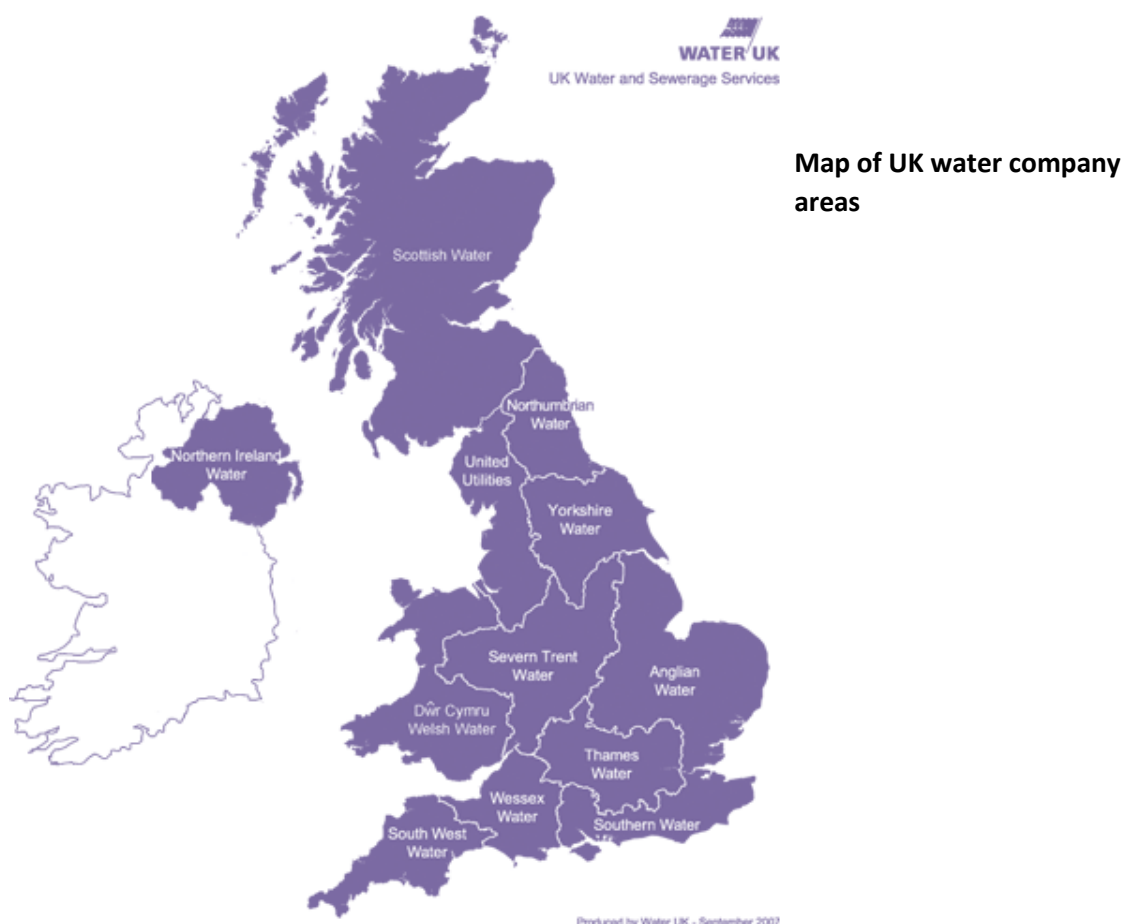 WATER UK
UK Water and Sewerage Services
Map of UK water company
areas
Scottish Water
Northumbrian
Water
Northern Ireland
Water
United
Utilities
Yorkshire
Water
Severn Trent
Water
Anglian
Water
Dŵr Cymru
Welsh Water
Thames
Water
Wessex
Water
Southern Water
South West
Water
Produced by Water UK - September 2007